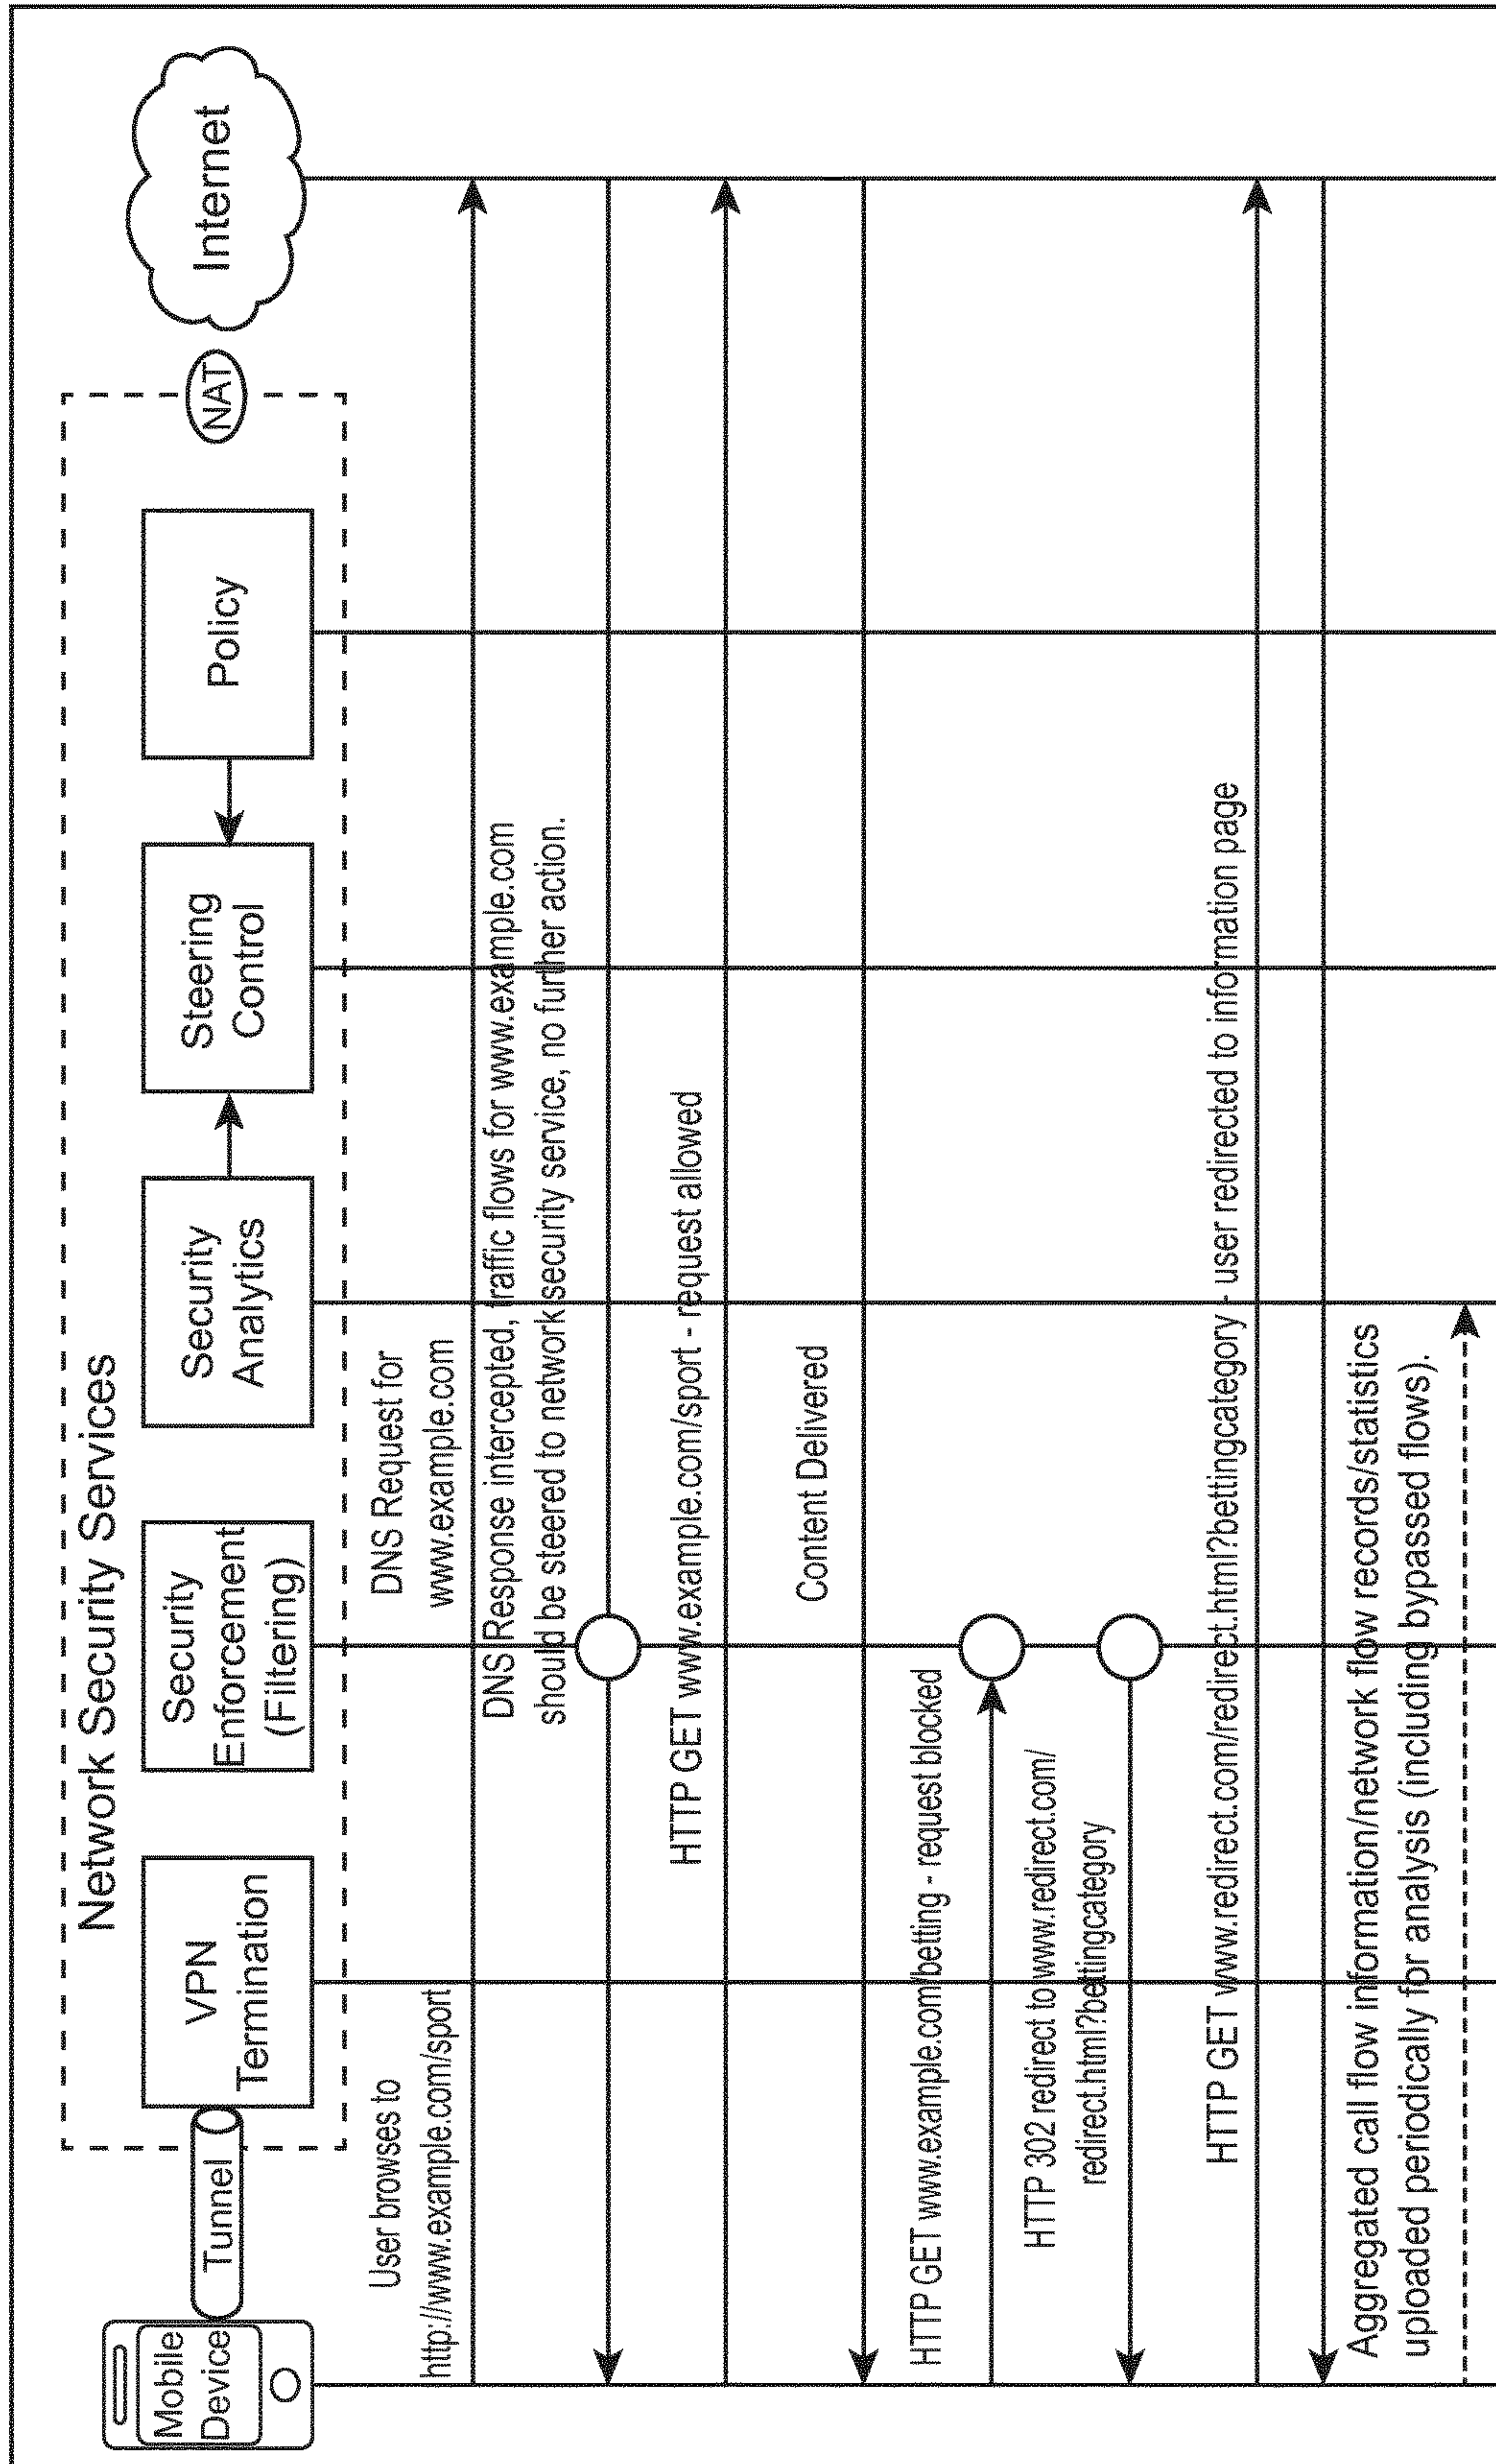 Network Security Services
Mobile
Device
Tunnel
VPN
Termination
Security
Enforcement
(Filtering)
Security
Analytics
Steering
Control
Policy
NAT
Internet
User browses to
http://www.example.com/sport
DNS Request for
www.example.com
DNS Response intercepted, traffic flows for www.example.com
should be steered to network security service, no further action.
HTTP GET www.example.com/sport - request allowed
Content Delivered
HTTP GET www.example.com/betting - request blocked
HTTP 302 redirect to www.redirect.com/
redirect.html?bettingcategory
HTTP GET www.redirect.com/redirect.html?bettingcategory - user redirected to information page
Aggregated call flow information/network flow records/statistics
uploaded periodically for analysis (including bypassed flows).